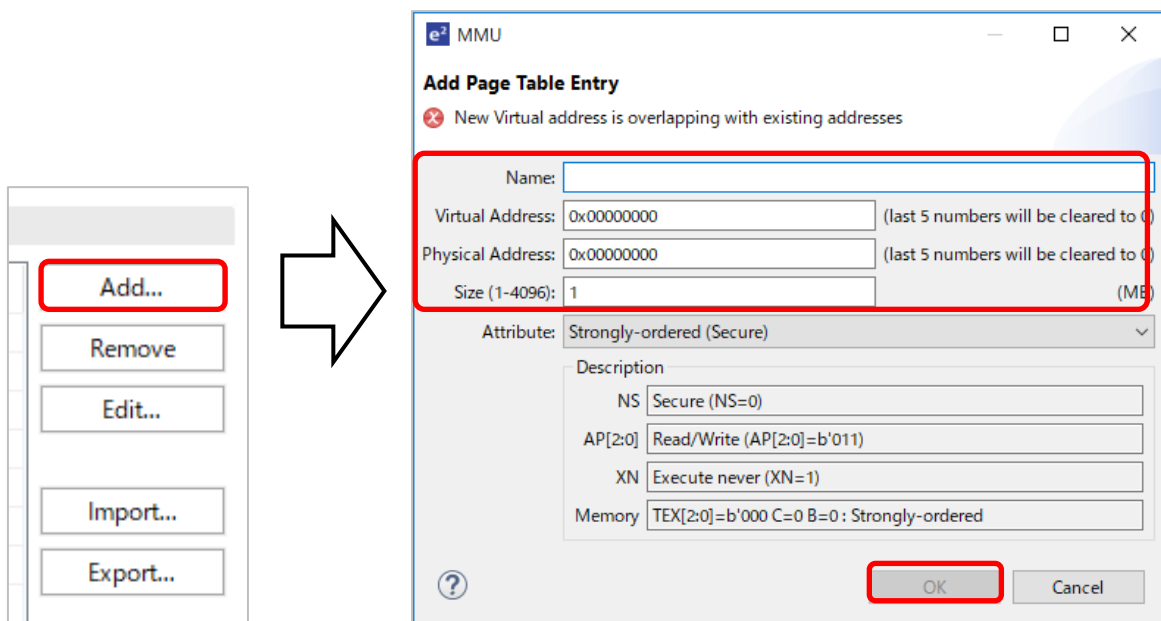 Add...
Remove
Edit...
Import...
Export...
e² MMU
Add Page Table Entry
New Virtual address is overlapping with existing addresses
Name:
Virtual Address: 0x00000000 (last 5 numbers will be cleared to 0)
Physical Address: 0x00000000 (last 5 numbers will be cleared to 0)
Size (1-4096): 1 (MB)
Attribute: Strongly-ordered (Secure)
Description
NS Secure (NS=0)
AP[2:0] Read/Write (AP[2:0]=b'011)
XN Execute never (XN=1)
Memory TEX[2:0]=b'000 C=0 B=0 : Strongly-ordered
? OK Cancel